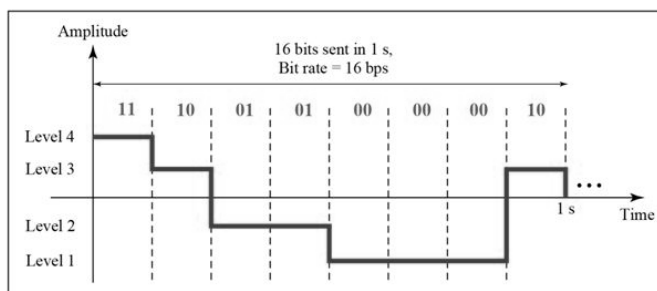 Amplitude
16 bits sent in 1 s,
Bit rate = 16 bps
11 10 01 01 00 00 00 10
Level 4
Level 3
...
1 s
Time
Level 2
Level 1